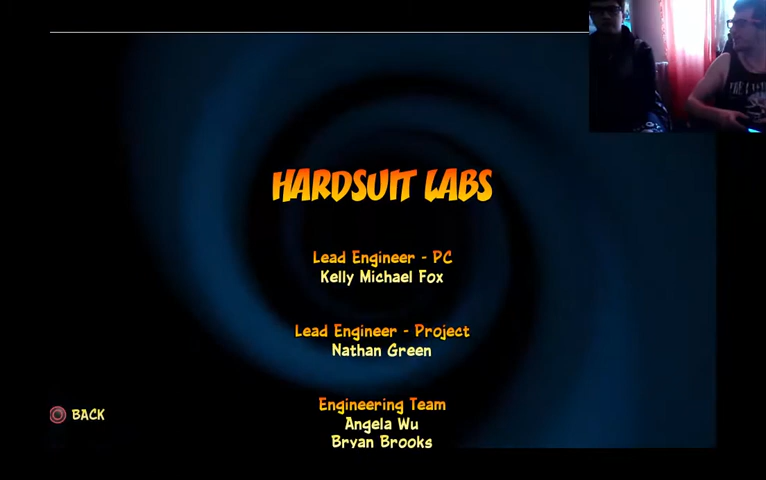 HARDSUIT LABS
Lead Engineer - PC
Kelly Michael Fox
Lead Engineer - Project
Nathan Green
Engineering Team
BACK
Angela Wu
Bryan Brooks